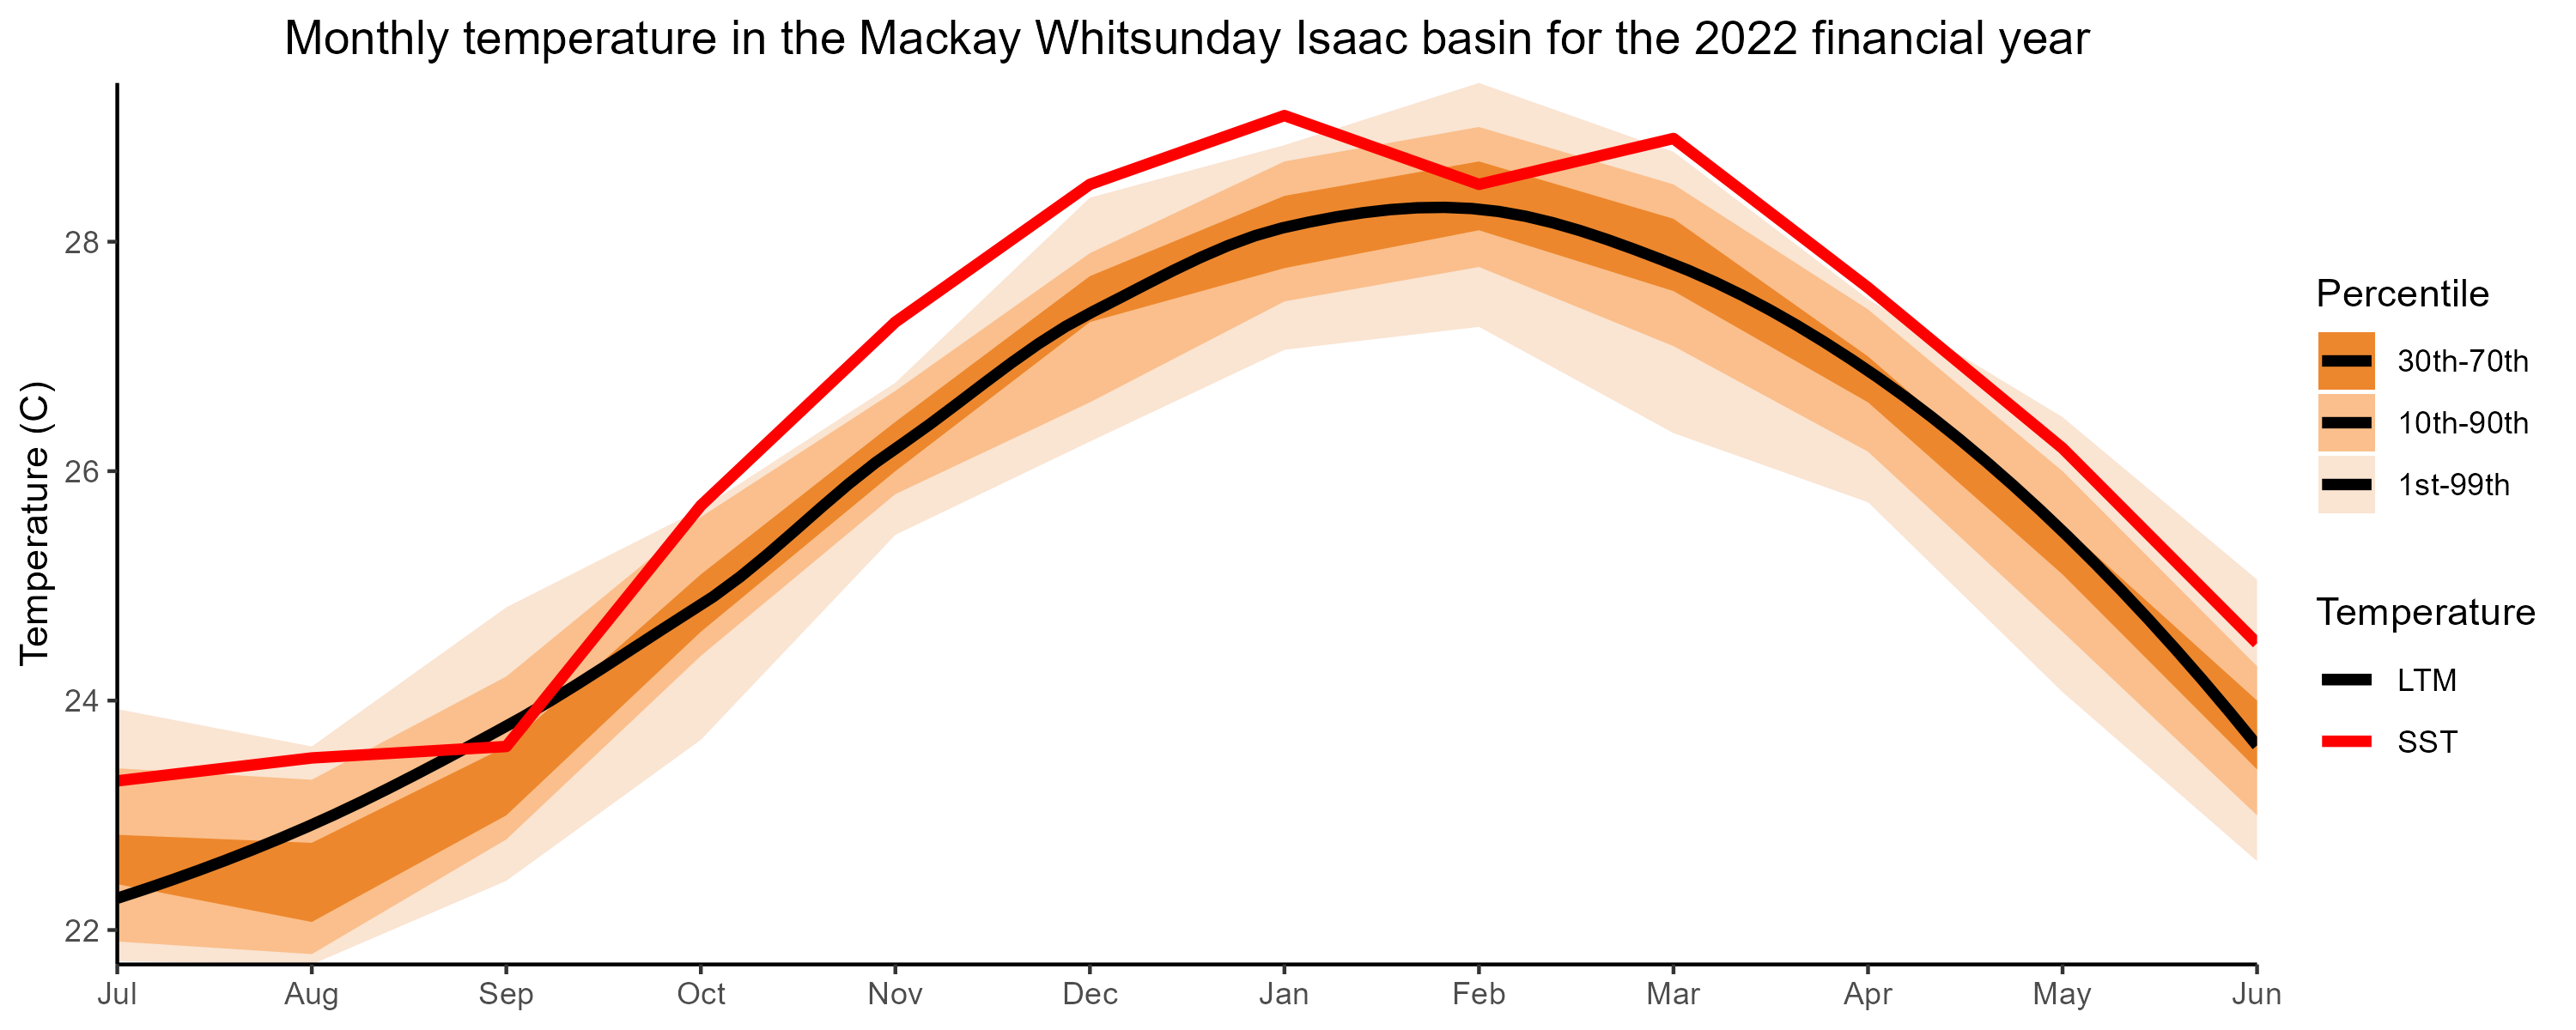 Monthly temperature in the Mackay Whitsunday Isaac basin for the 2022 financial year
Temperature (C)
28
26
24
22
Jul Aug Sep Oct Nov Dec Jan Feb Mar Apr May Jun
Percentile
30th-70th
10th-90th
1st-99th
Temperature
LTM
SST